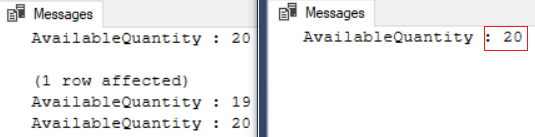 Messages
AvailableQuantity : 20
(1 row affected)
AvailableQuantity : 19
AvailableQuantity : 20
Messages
AvailableQuantity : 20